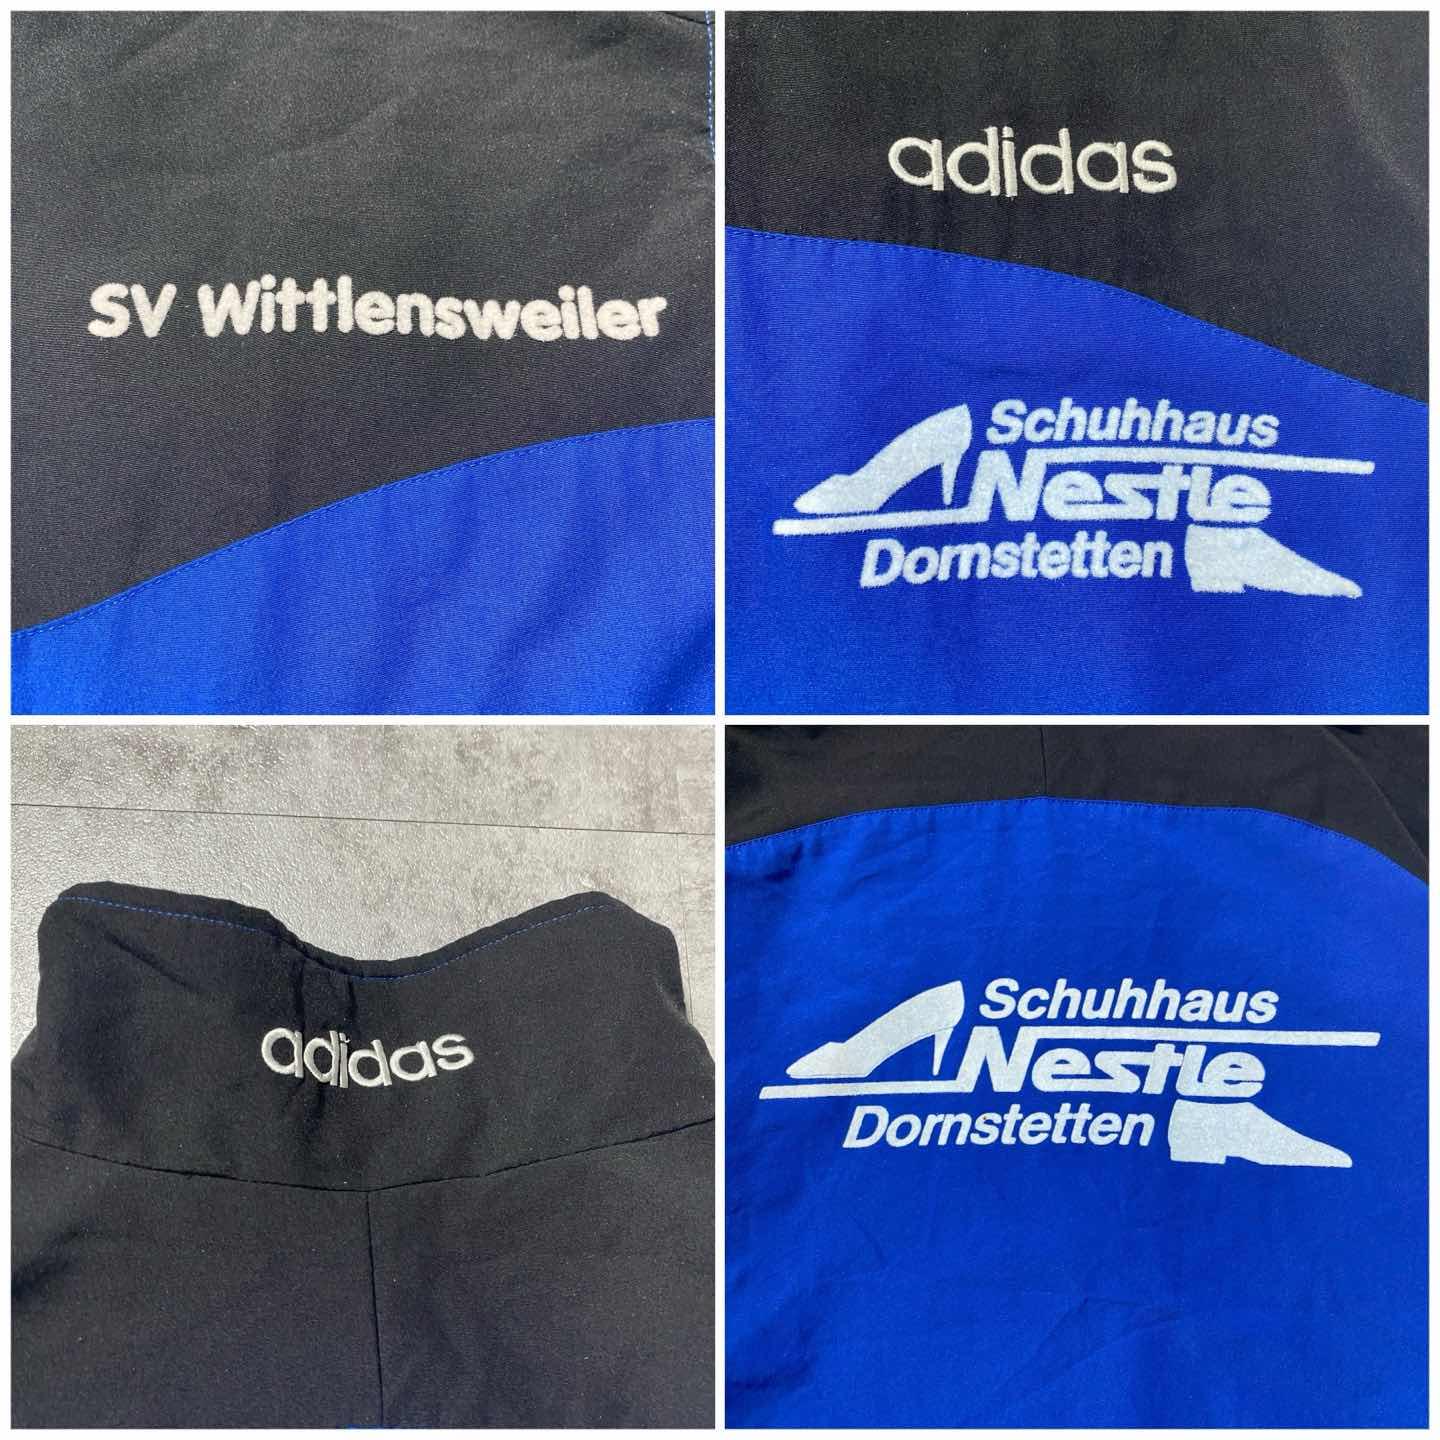 SV Wittlensweiler
adidas
Schuhhaus
Nestle
Dornstetten
adidas
Schuhhaus
Nestle
Dornstetten